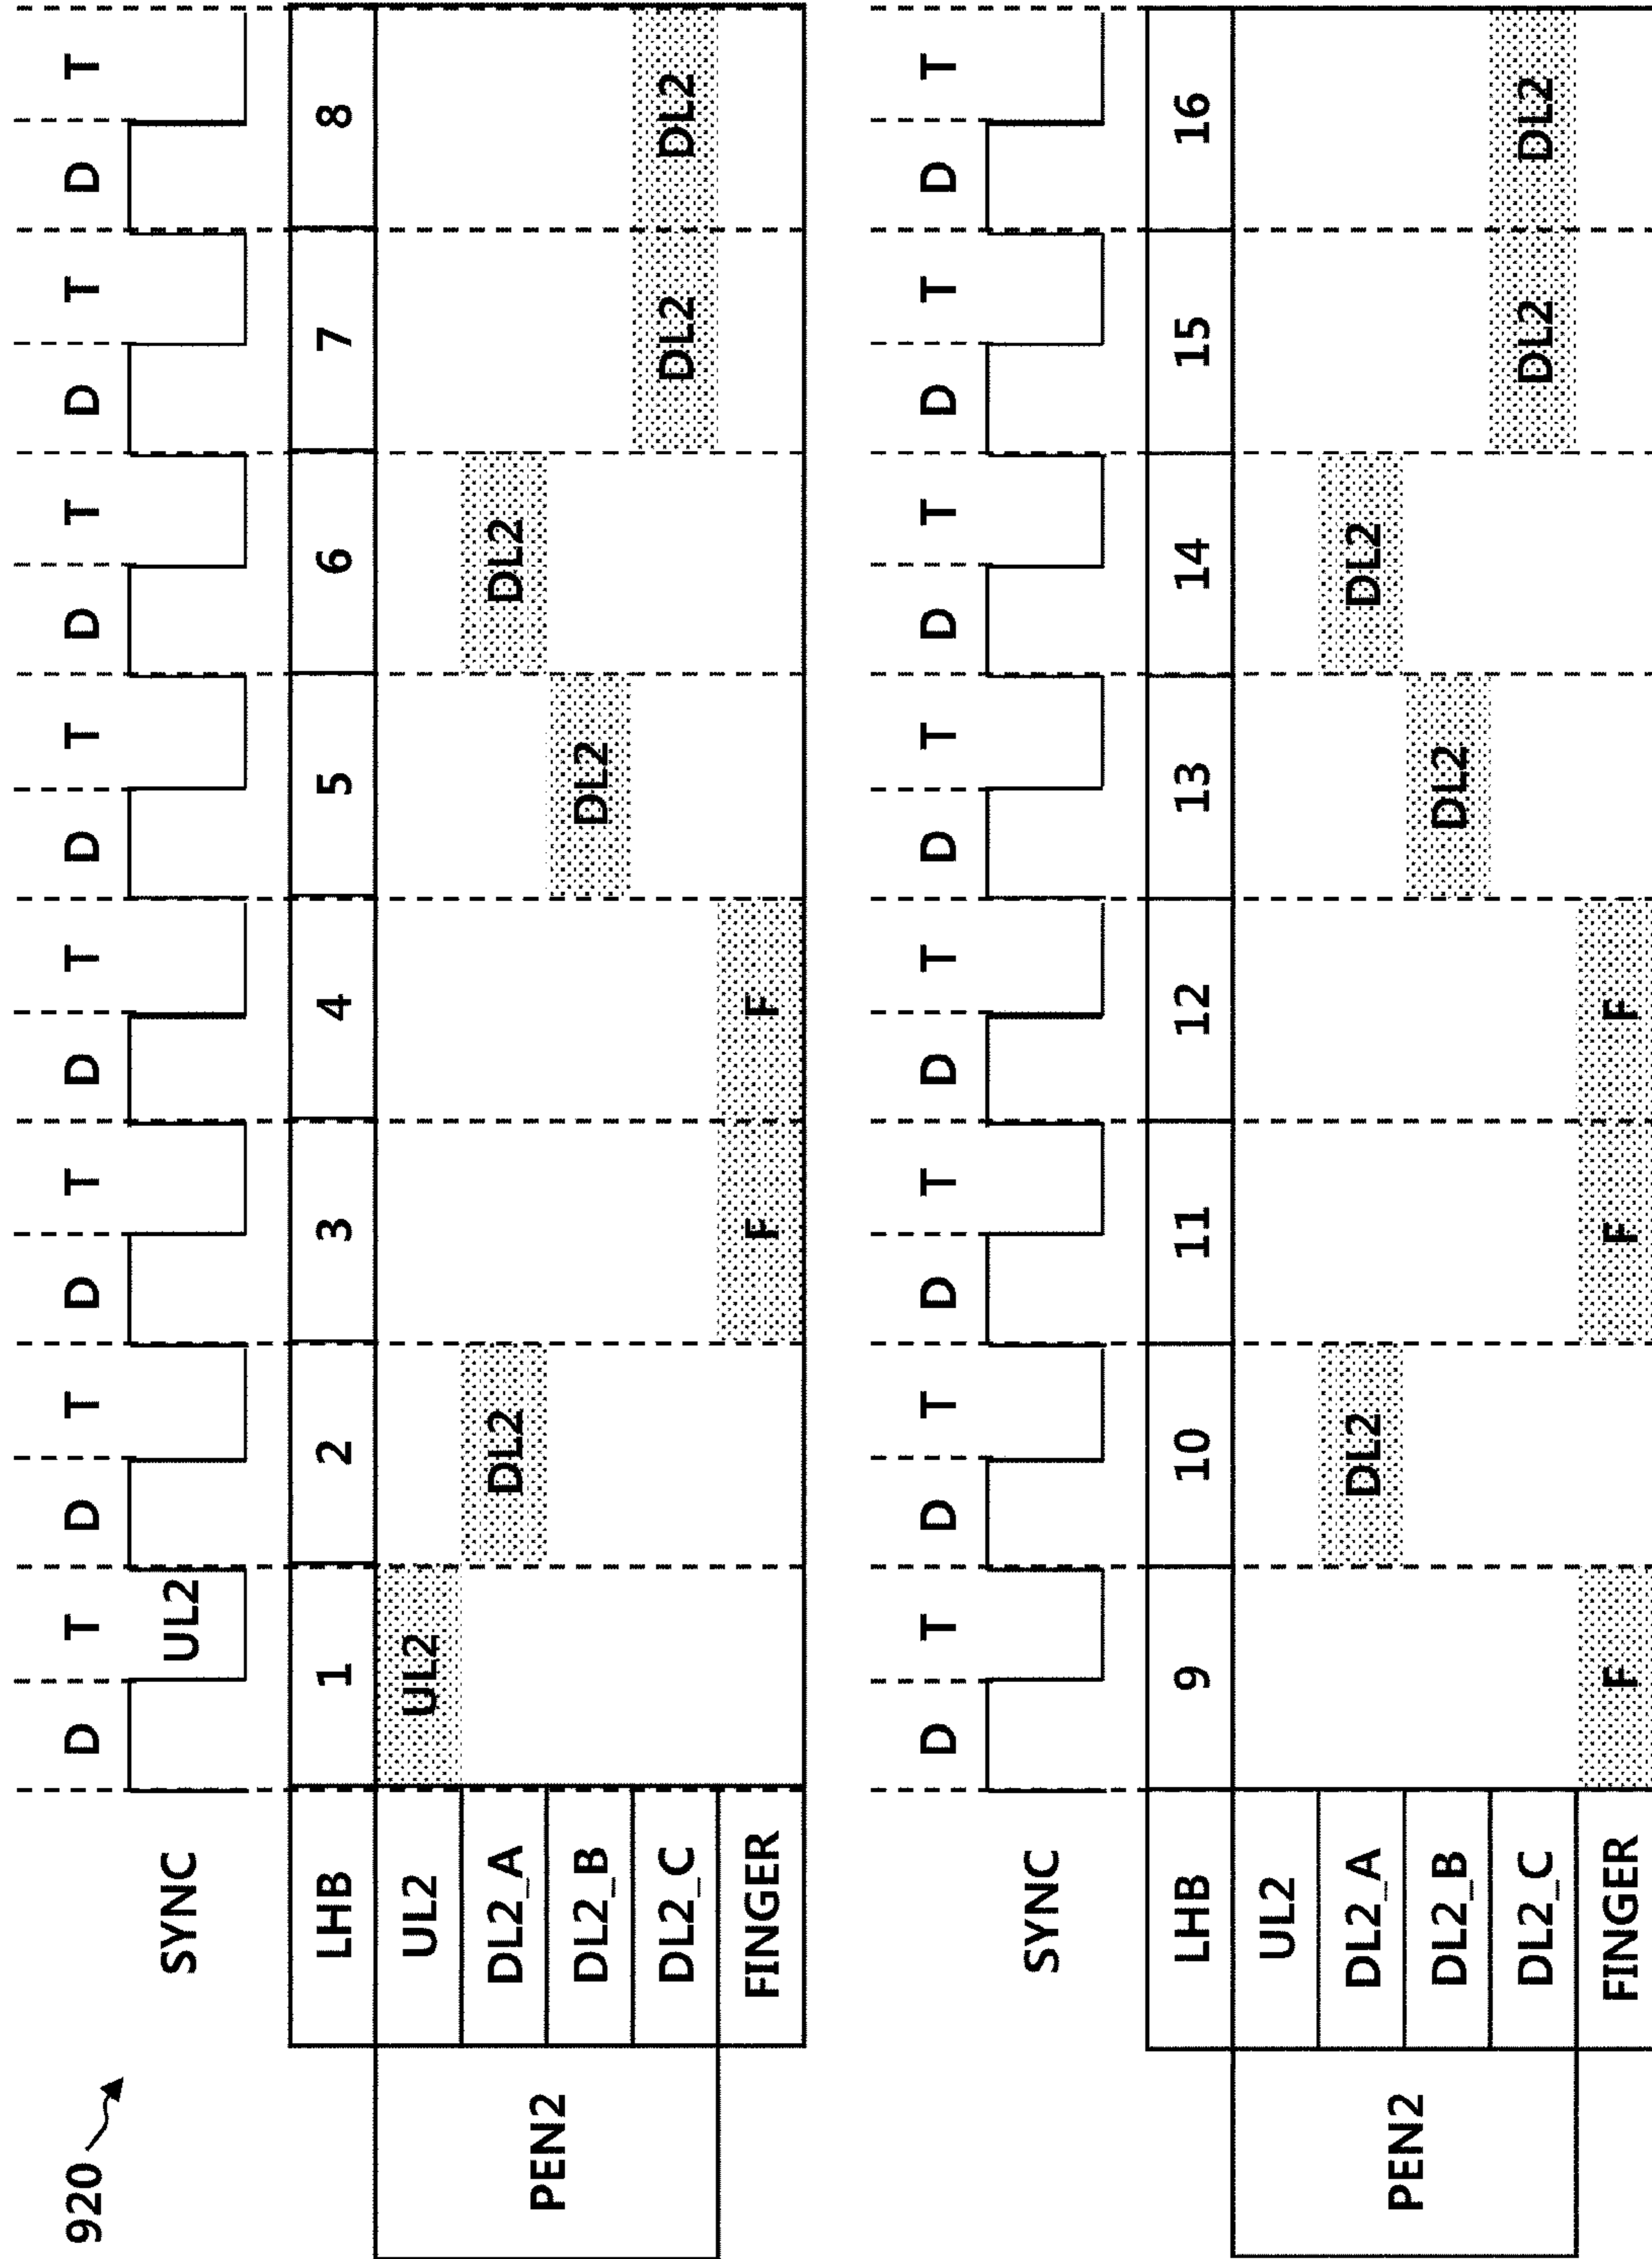 920
D T D T D T D T D T D T D T D T
SYNC UL2
LHB 1 2 3 4 5 6 7 8
PEN2
UL2 UL2
DL2_A DL2 DL2
DL2_B DL2
DL2_C DL2 DL2
FINGER F F
D T D T D T D T D T D T D T D T
SYNC
LHB 9 10 11 12 13 14 15 16
PEN2
UL2
DL2_A DL2 DL2
DL2_B DL2
DL2_C DL2 DL2
FINGER F F F